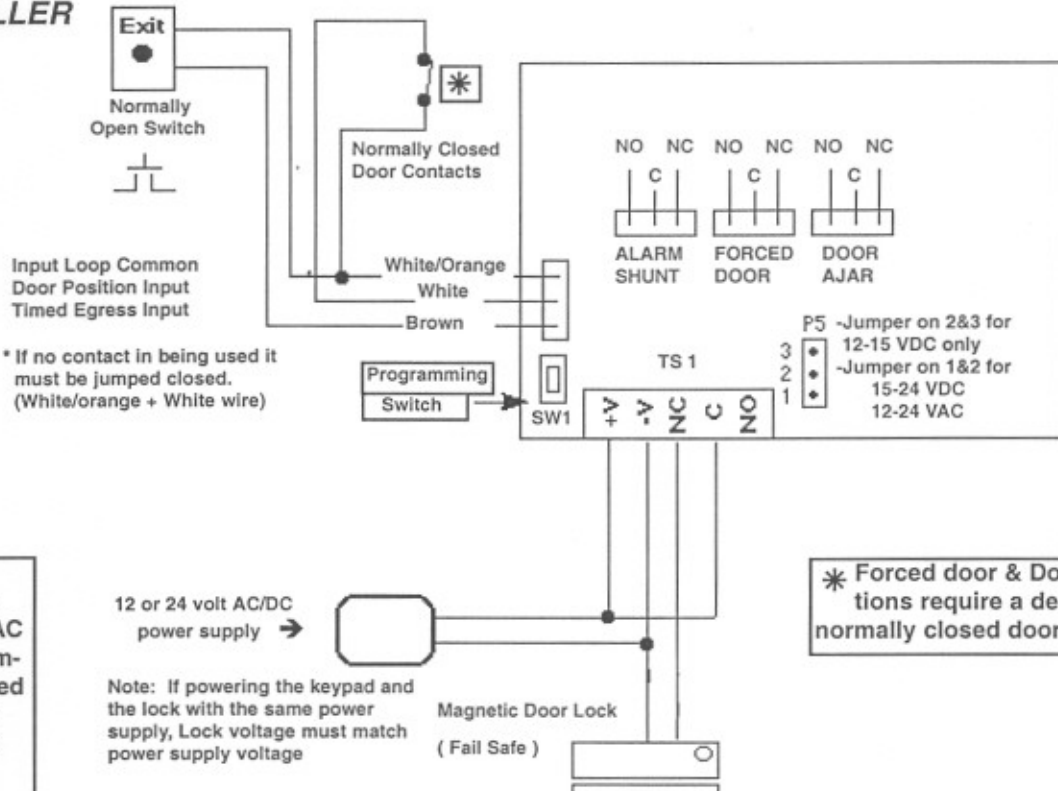 LLER
Exit
Normally
Open Switch
Normally Closed
Door Contacts
Input Loop Common
Door Position Input
Timed Egress Input
White/Orange
White
Brown
* If no contact in being used it
must be jumped closed.
(White/orange + White wire)
Programming
Switch
SW1
NO NC NO NC NO NC
C C C
ALARM
SHUNT
FORCED
DOOR
DOOR
AJAR
P5 -Jumper on 2&3 for
12-15 VDC only
-Jumper on 1&2 for
15-24 VDC
12-24 VAC
3
2
1
TS 1
+V -V NC C NO
12 or 24 volt AC/DC
power supply
Note: If powering the keypad and
the lock with the same power
supply, Lock voltage must match
power supply voltage
Magnetic Door Lock
( Fail Safe )
AC
m-
ed
* Forced door & Do
tions require a de
normally closed door